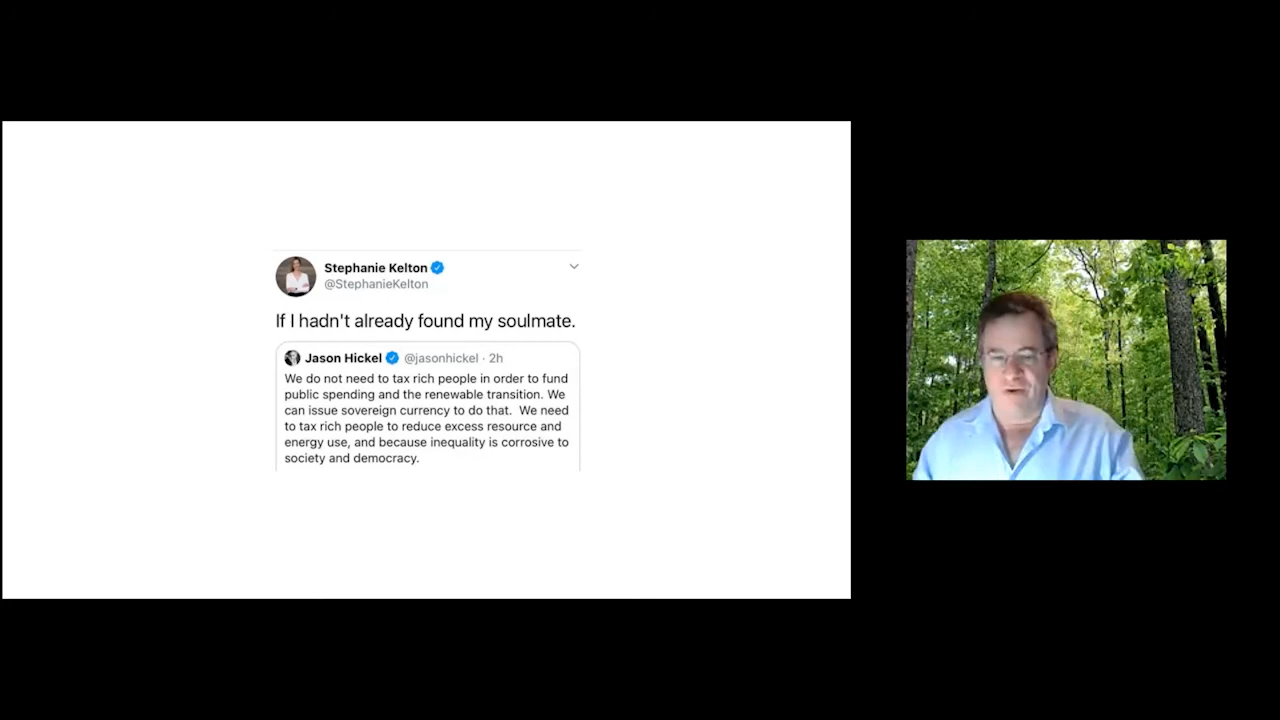 Stephanie Kelton
@StephanieKelton
If I hadn't already found my soulmate.
Jason Hickel @jasonhickel · 2h
We do not need to tax rich people in order to fund
public spending and the renewable transition. We
can issue sovereign currency to do that.  We need
to tax rich people to reduce excess resource and
energy use, and because inequality is corrosive to
society and democracy.